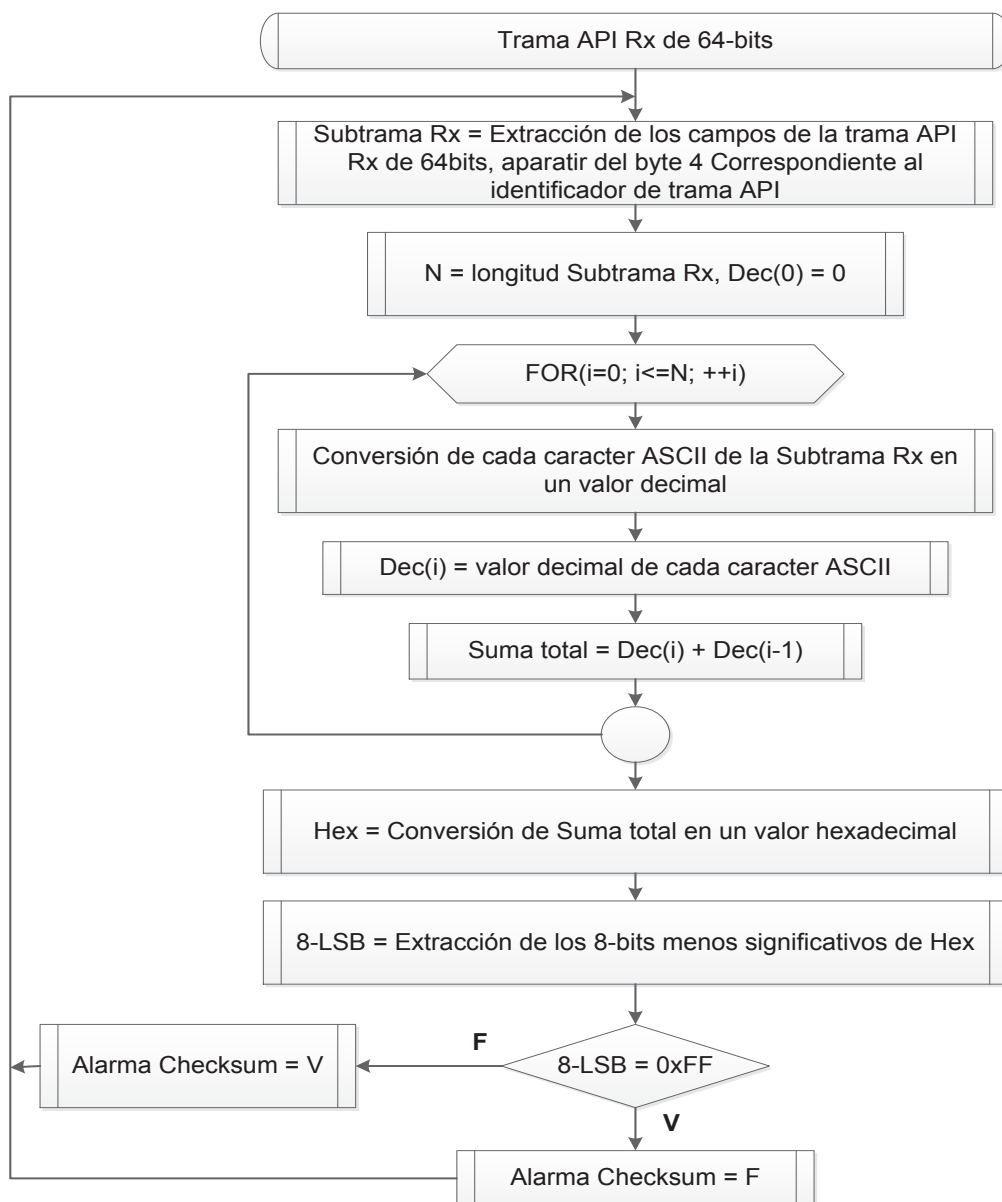 Trama API Rx de 64-bits
Subtrama Rx = Extracción de los campos de la trama API
Rx de 64bits, aparatir del byte 4 Correspondiente al
identificador de trama API
N = longitud Subtrama Rx, Dec(0) = 0
FOR(i=0; i<=N; ++i)
Conversión de cada caracter ASCII de la Subtrama Rx en
un valor decimal
Dec(i) = valor decimal de cada caracter ASCII
Suma total = Dec(i) + Dec(i-1)
Hex = Conversión de Suma total en un valor hexadecimal
8-LSB = Extracción de los 8-bits menos significativos de Hex
F
Alarma Checksum = V
8-LSB = 0xFF
V
Alarma Checksum = F